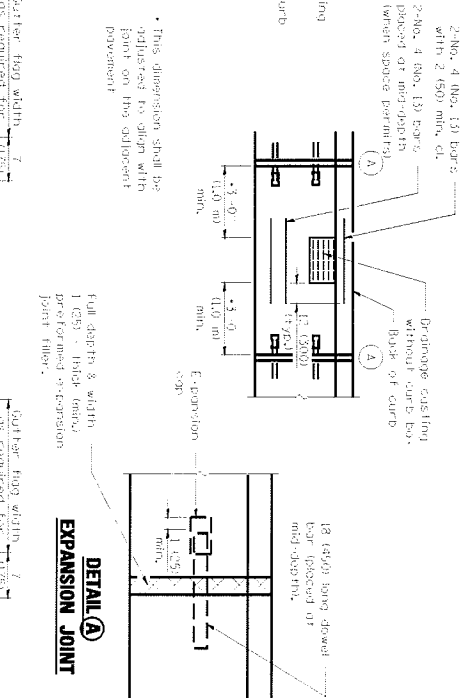 2-No. 4 (No. 13) bars
with 2 (50) min. cl.
2-No. 4 (No. 13) bars
placed at mid-depth
(when space permits).
Drainage casting
without curb box
Back of curb
A
A
*3'-0"
(1.0 m)
min.
*3'-0"
(1.0 m)
min.
12 (300)
(typ.)
* This dimension shall be
adjusted to align with
joint on the adjacent
pavement
18 (450) long dowel
bar (placed at
mid-depth).
Expansion
cap
1 (25)
min.
Full depth & width
1 (25) thick (min.)
preformed expansion
joint filler.
DETAIL A
EXPANSION JOINT
Gutter flag width
as required for
7
(175)
Gutter flag width
as required for
7
(175)